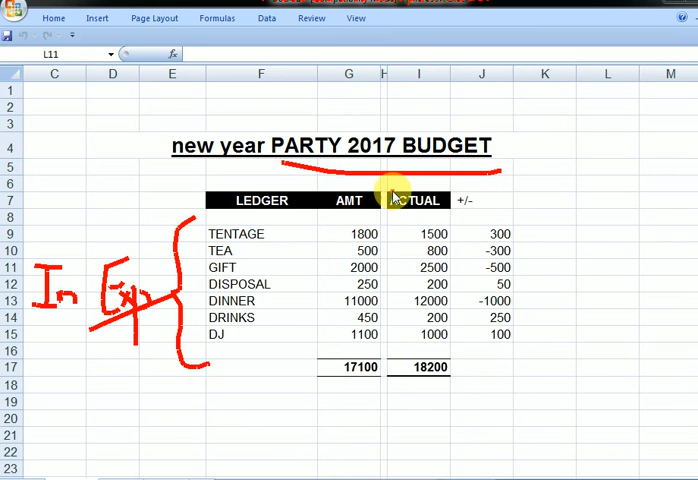 Home Insert Page Layout Formulas Data Review View
L11 fx
C D E F G H I J K L M
1
2
3
4 new year PARTY 2017 BUDGET
5
6
7 LEDGER AMT ACTUAL +/-
8
9 TENTAGE 1800 1500 300
10 TEA 500 800 -300
11 GIFT 2000 2500 -500
12 DISPOSAL 250 200 50
13 DINNER 11000 12000 -1000
14 DRINKS 450 200 250
15 DJ 1100 1000 100
In Exp
16
17 17100 18200
18
19
20
21
22
23